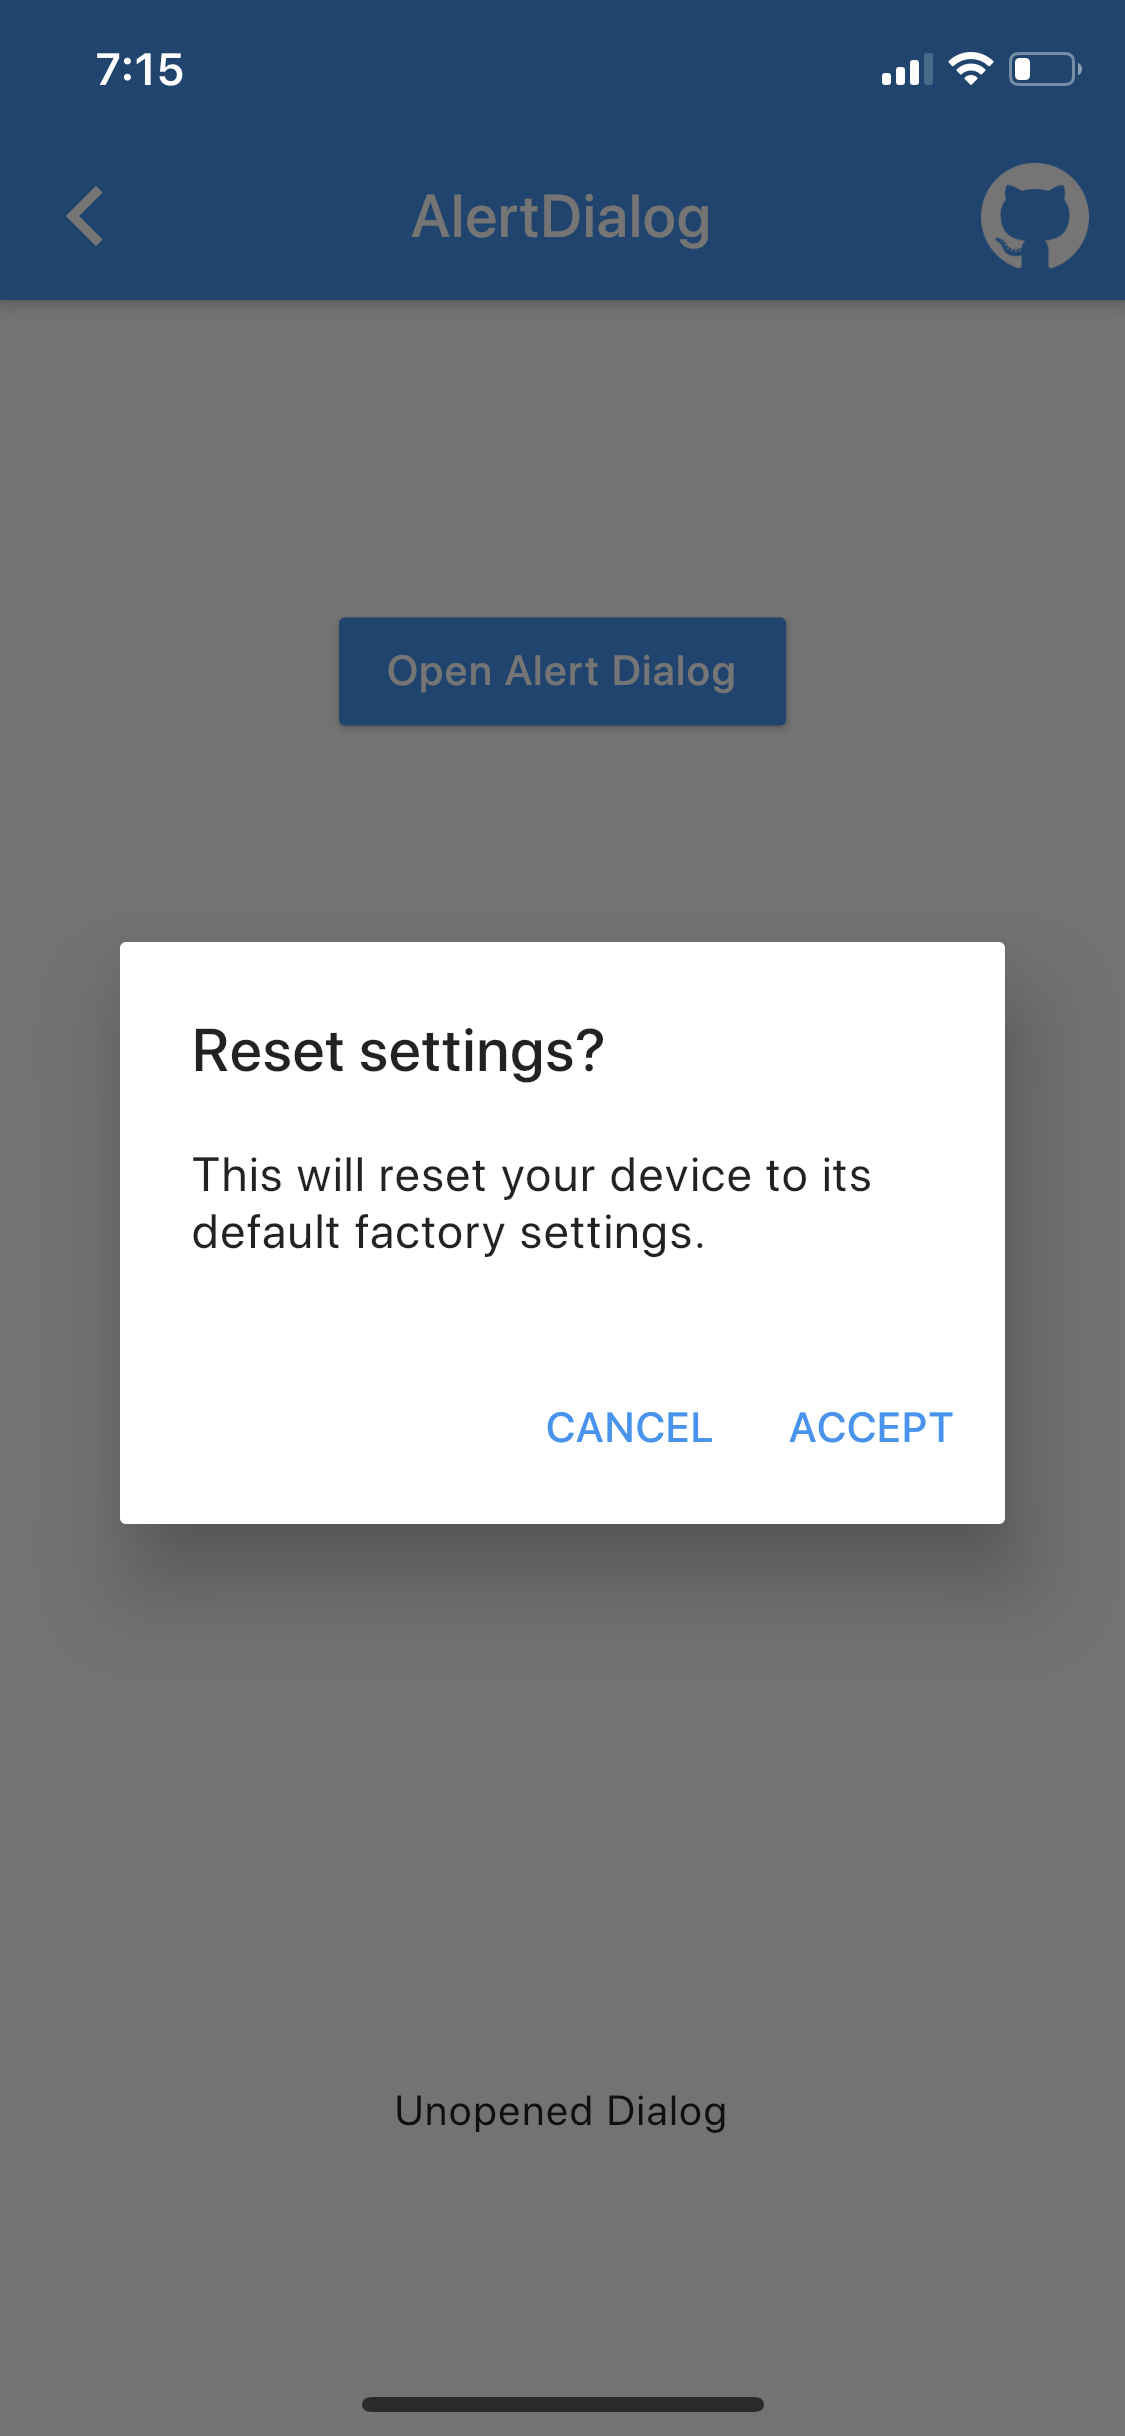 7:15
AlertDialog
Open Alert Dialog
Reset settings?
This will reset your device to its
default factory settings.
CANCEL ACCEPT
Unopened Dialog